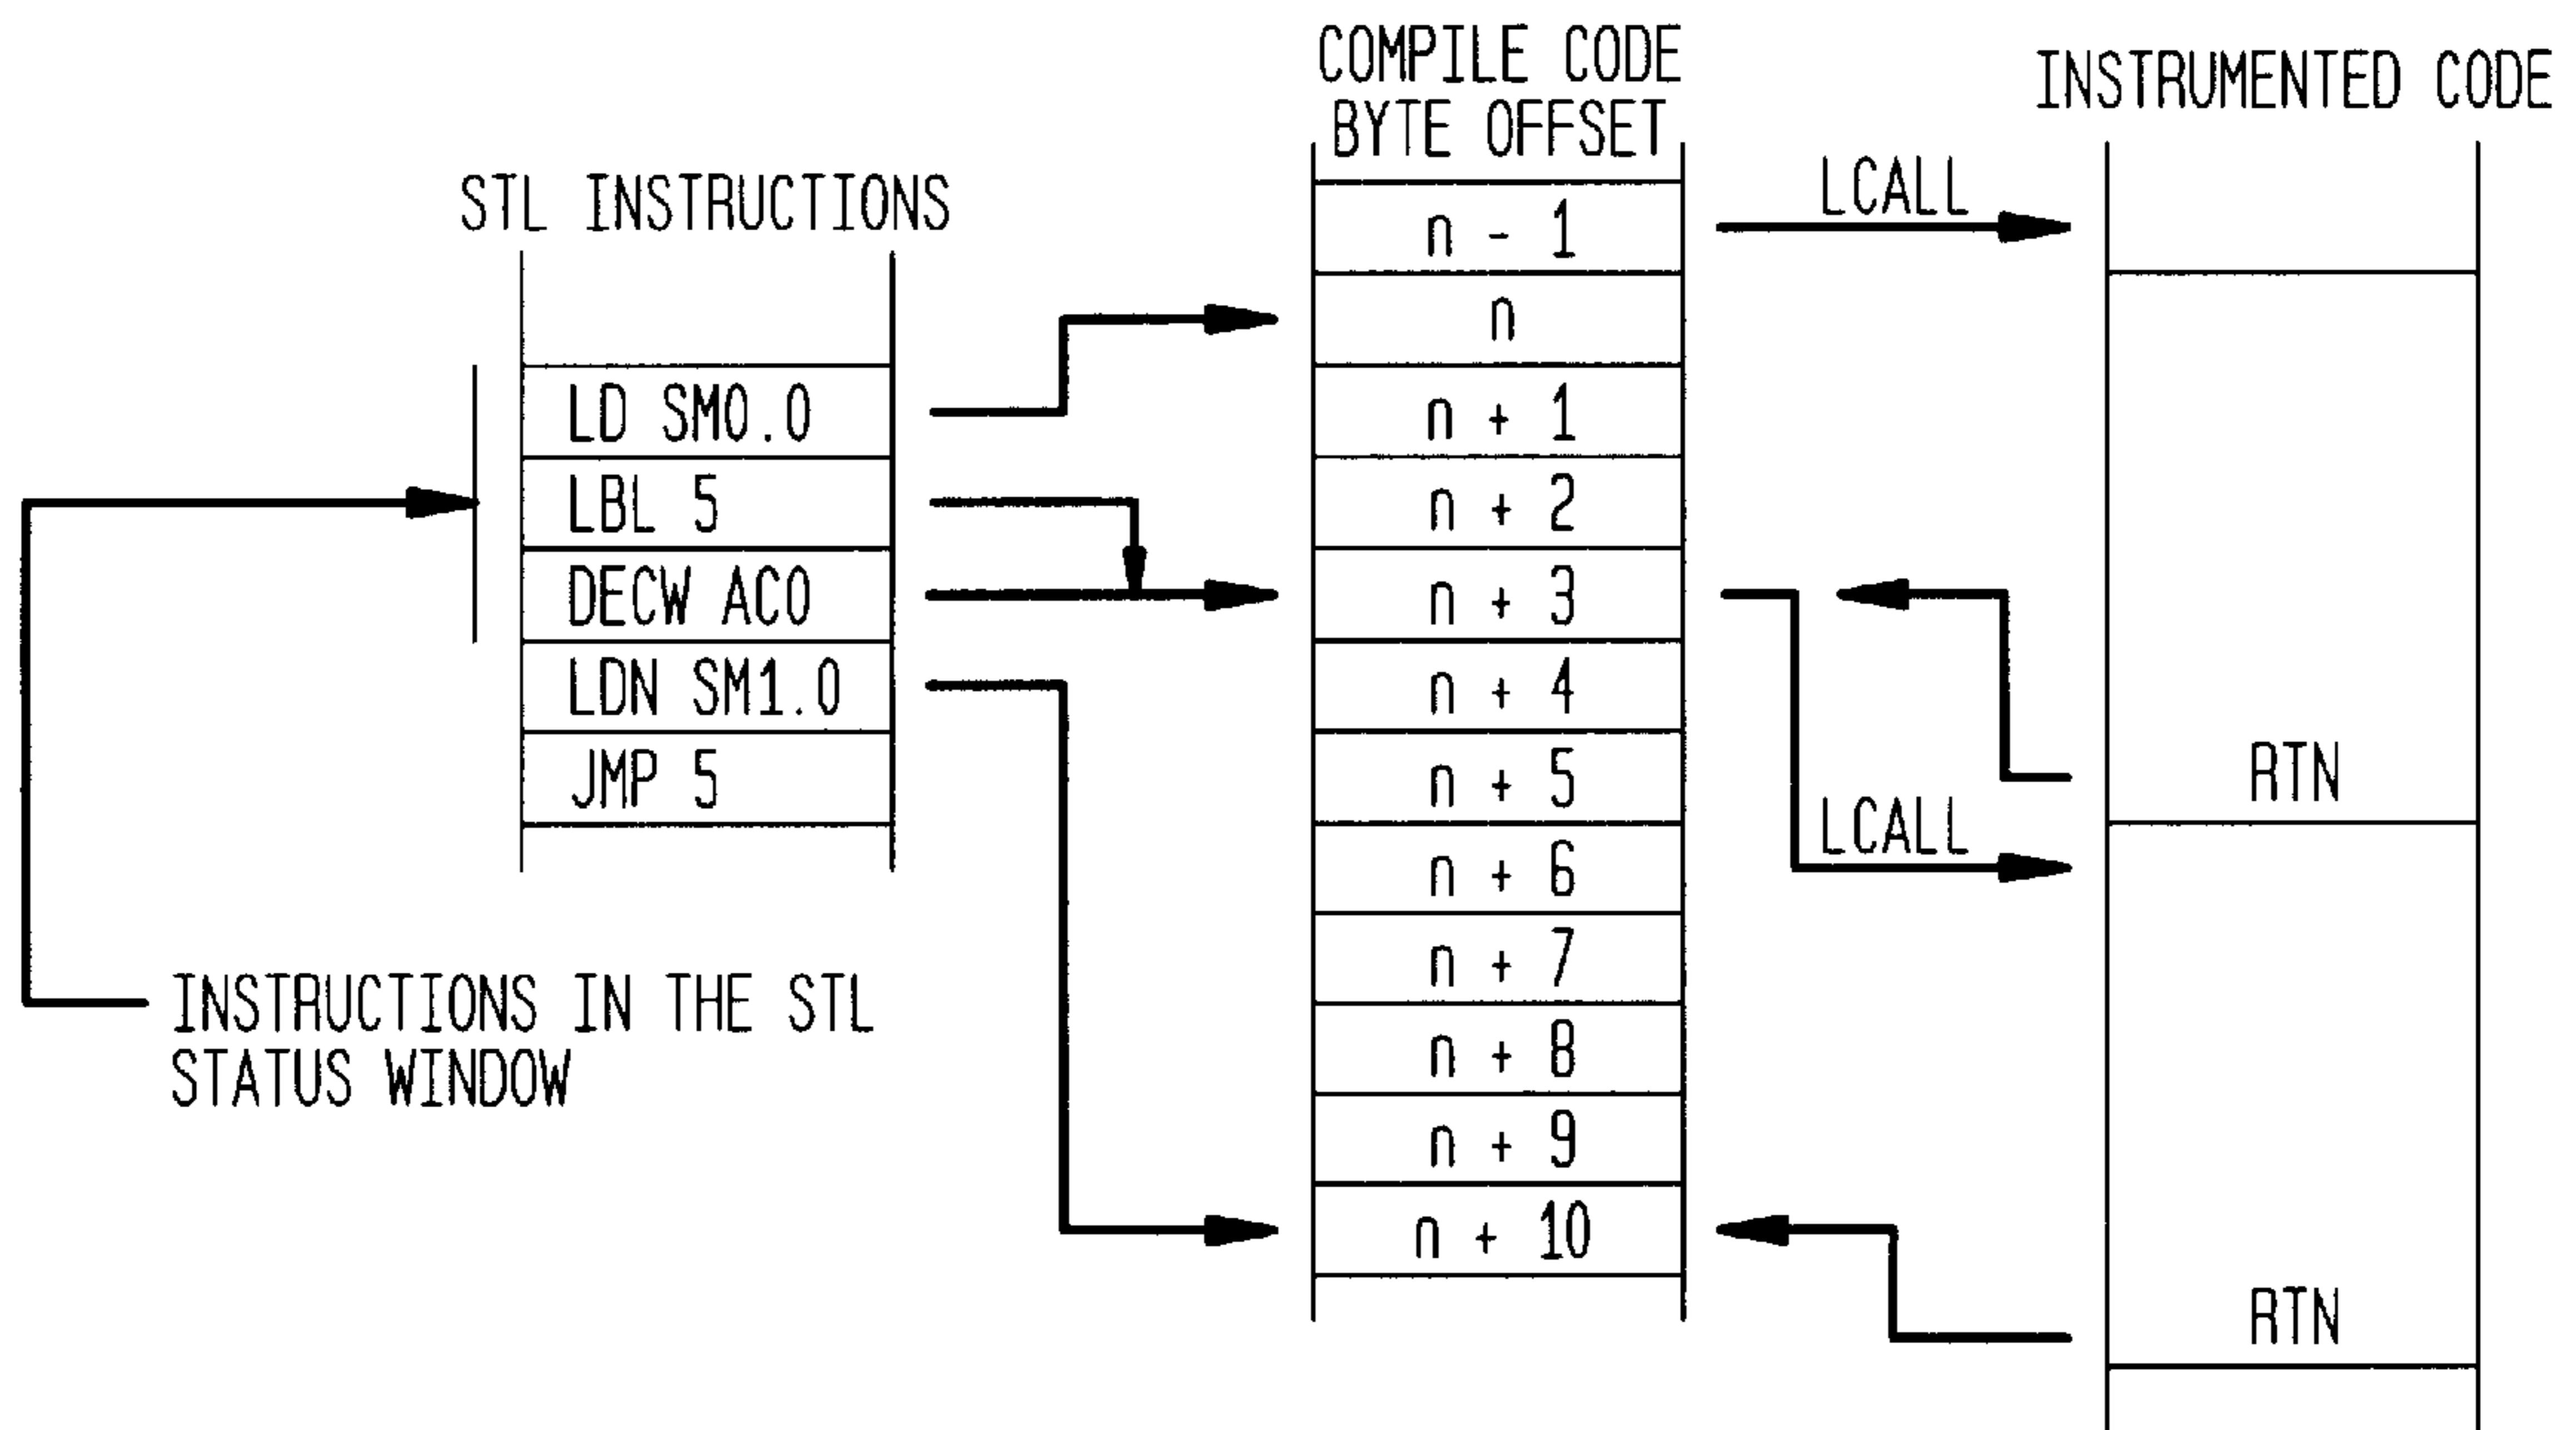 COMPILE CODE
BYTE OFFSET
INSTRUMENTED CODE
STL INSTRUCTIONS
LCALL
n - 1
n
LD SM0.0
n + 1
LBL 5
n + 2
DECW AC0
n + 3
LDN SM1.0
n + 4
JMP 5
n + 5
RTN
LCALL
n + 6
n + 7
INSTRUCTIONS IN THE STL
STATUS WINDOW
n + 8
n + 9
n + 10
RTN